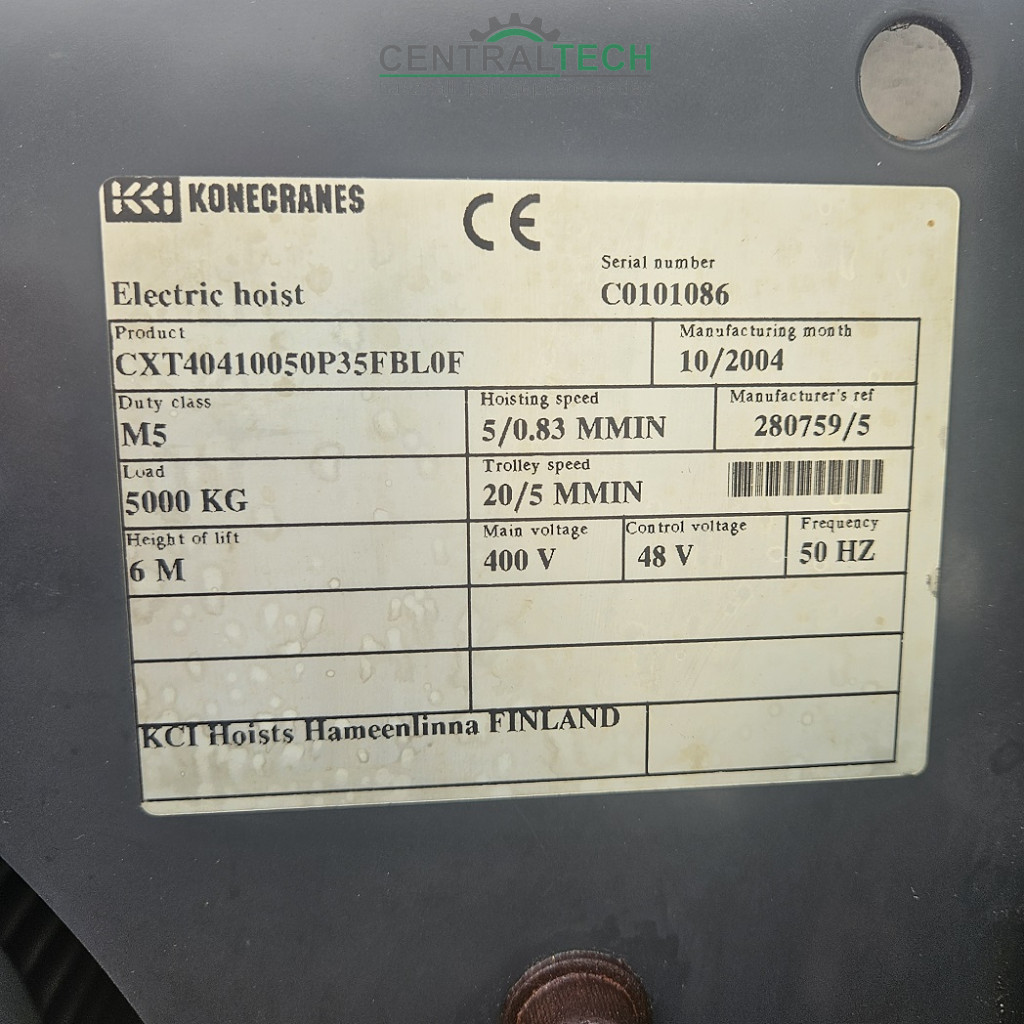 CENTRALTECH
KCI KONECRANES
CE
Serial number
Electric hoist
C0101086
Product
CXT40410050P35FBL0F
Manufacturing month
10/2004
Duty class
M5
Hoisting speed
5/0.83 MMIN
Manufacturer's ref
280759/5
Load
5000 KG
Trolley speed
20/5 MMIN
Height of lift
6 M
Main voltage
400 V
Control voltage
48 V
Frequency
50 HZ
KCI Hoists Hameenlinna FINLAND